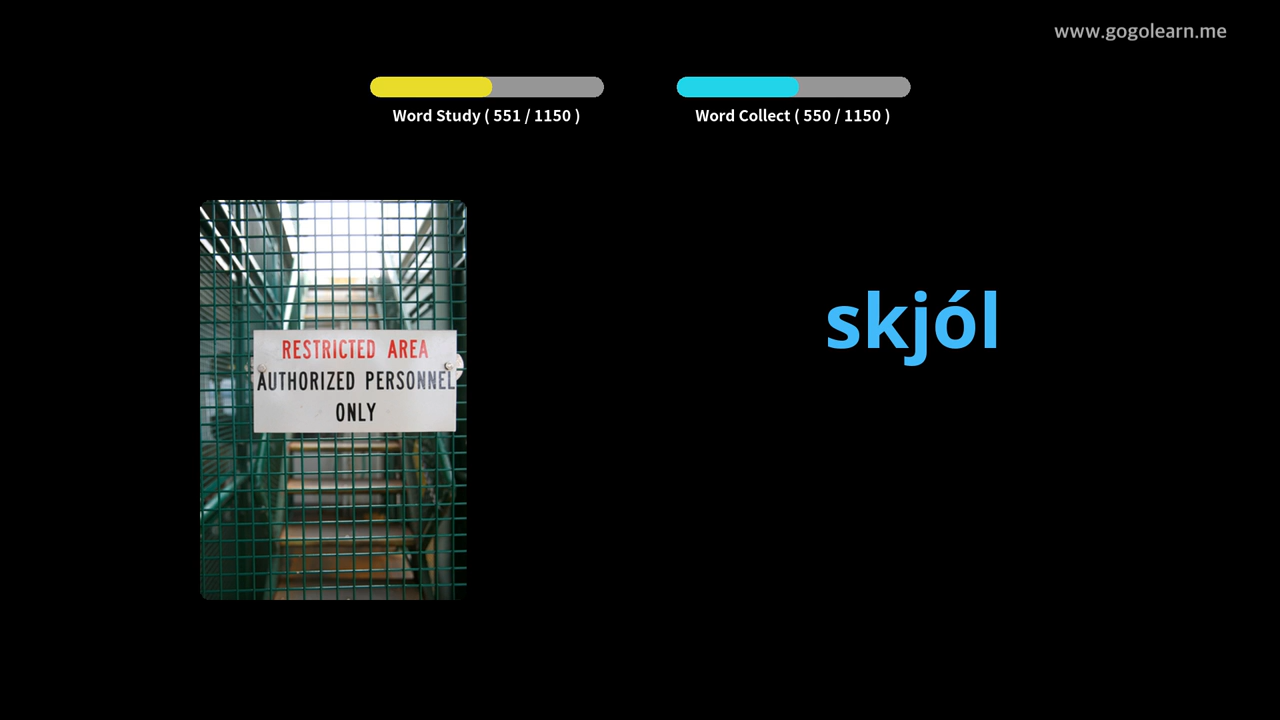 www.gogolearn.me
Word Study ( 551 / 1150 )
Word Collect ( 550 / 1150 )
RESTRICTED AREA
AUTHORIZED PERSONNEL
ONLY
skjól